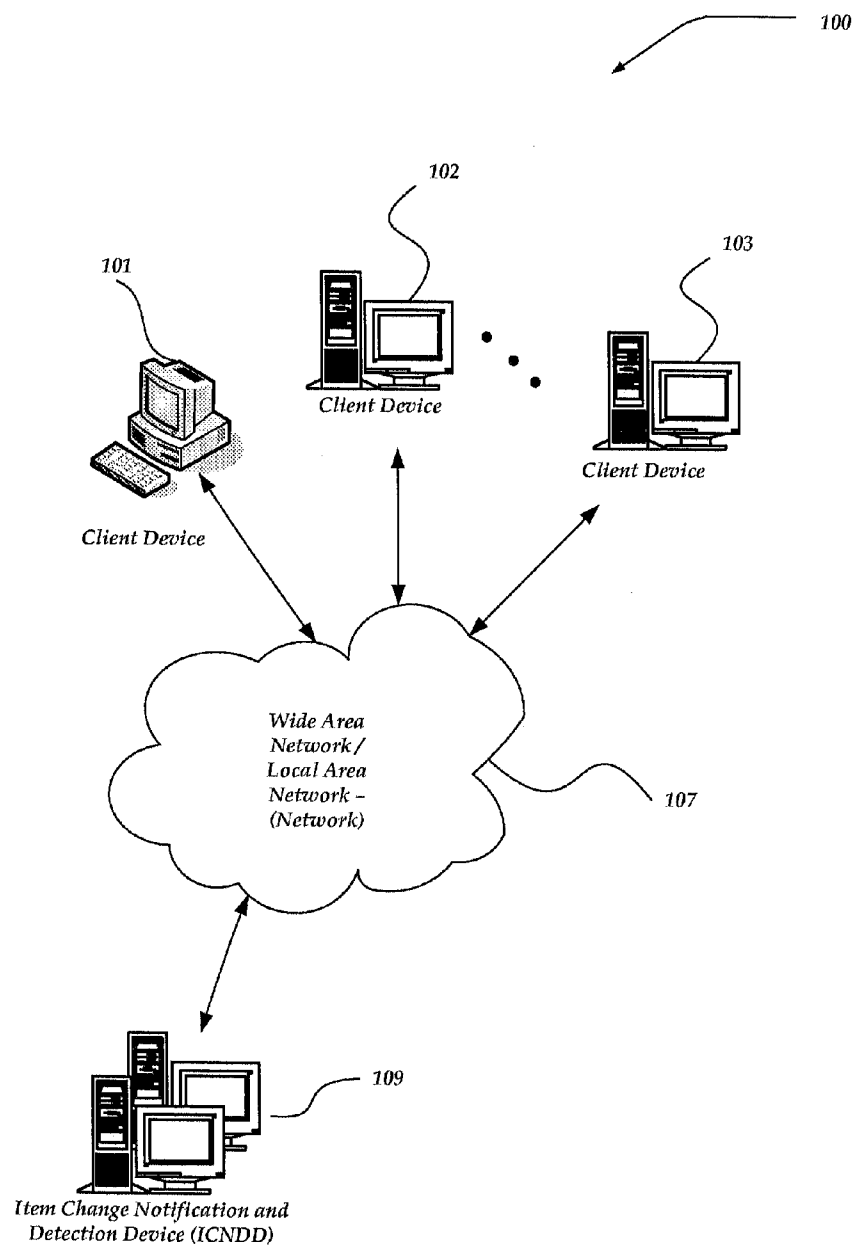 100
102
103
101
Client Device
Client Device
Client Device
Wide Area
Network /
Local Area
Network –
(Network)
107
109
Item Change Notification and
Detection Device (ICNDD)